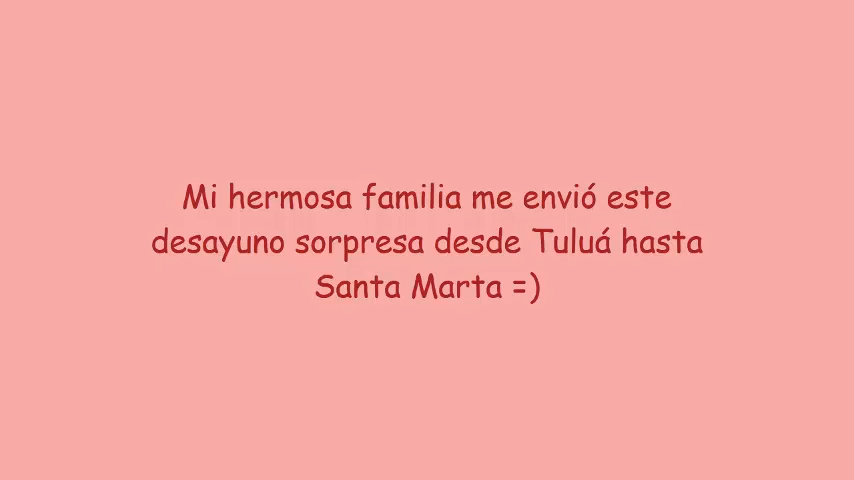 Mi hermosa familia me envió este
desayuno sorpresa desde Tuluá hasta
Santa Marta =)